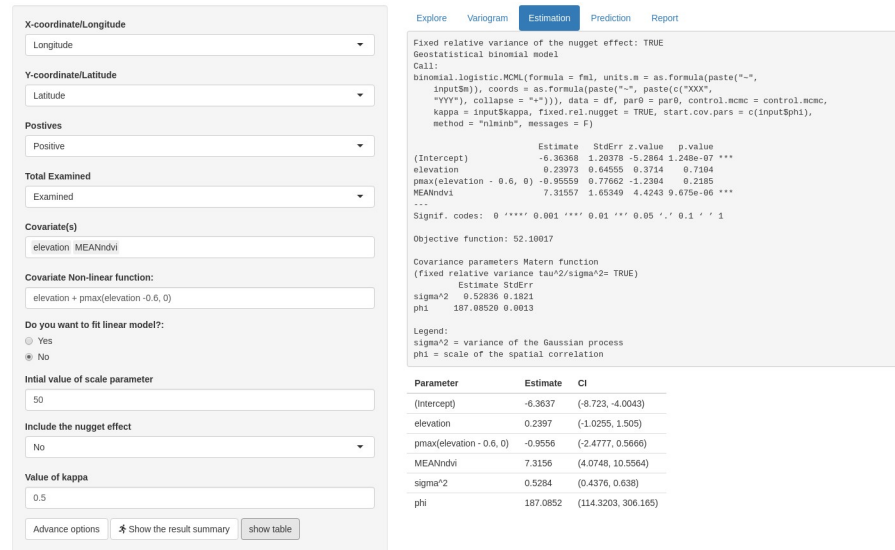 X-coordinate/Longitude
Longitude
Y-coordinate/Latitude
Latitude
Postives
Positive
Total Examined
Examined
Covariate(s)
elevation MEANndvi
Covariate Non-linear function:
elevation + pmax(elevation -0.6, 0)
Do you want to fit linear model?:
Yes
No
Intial value of scale parameter
50
Include the nugget effect
No
Value of kappa
0.5
Advance options Show the result summary show table
Explore Variogram Estimation Prediction Report
Fixed relative variance of the nugget effect: TRUE
Geostatistical binomial model
Call:
binomial.logistic.MCML(formula = fml, units.m = as.formula(paste("~",
input$m)), coords = as.formula(paste("~", paste(c("XXX",
"YYY"), collapse = "+"))), data = df, par0 = par0, control.mcmc = control.mcmc,
kappa = input$kappa, fixed.rel.nugget = TRUE, start.cov.pars = c(input$phi),
method = "nlminb", messages = F)
Estimate StdErr z.value p.value
(Intercept) -6.36368 1.20378 -5.2864 1.248e-07 ***
elevation 0.23973 0.64555 0.3714 0.7104
pmax(elevation - 0.6, 0) -0.95559 0.77662 -1.2304 0.2185
MEANndvi 7.31557 1.65349 4.4243 9.675e-06 ***
---
Signif. codes: 0 ‘***’ 0.001 ‘**’ 0.01 ‘*’ 0.05 ‘.’ 0.1 ‘ ’ 1
Objective function: 52.10017
Covariance parameters Matern function
(fixed relative variance tau^2/sigma^2= TRUE)
Estimate StdErr
sigma^2 0.52836 0.1821
phi 187.08520 0.0013
Legend:
sigma^2 = variance of the Gaussian process
phi = scale of the spatial correlation
Parameter Estimate CI
(Intercept) -6.3637 (-8.723, -4.0043)
elevation 0.2397 (-1.0255, 1.505)
pmax(elevation - 0.6, 0) -0.9556 (-2.4777, 0.5666)
MEANndvi 7.3156 (4.0748, 10.5564)
sigma^2 0.5284 (0.4376, 0.638)
phi 187.0852 (114.3203, 306.165)